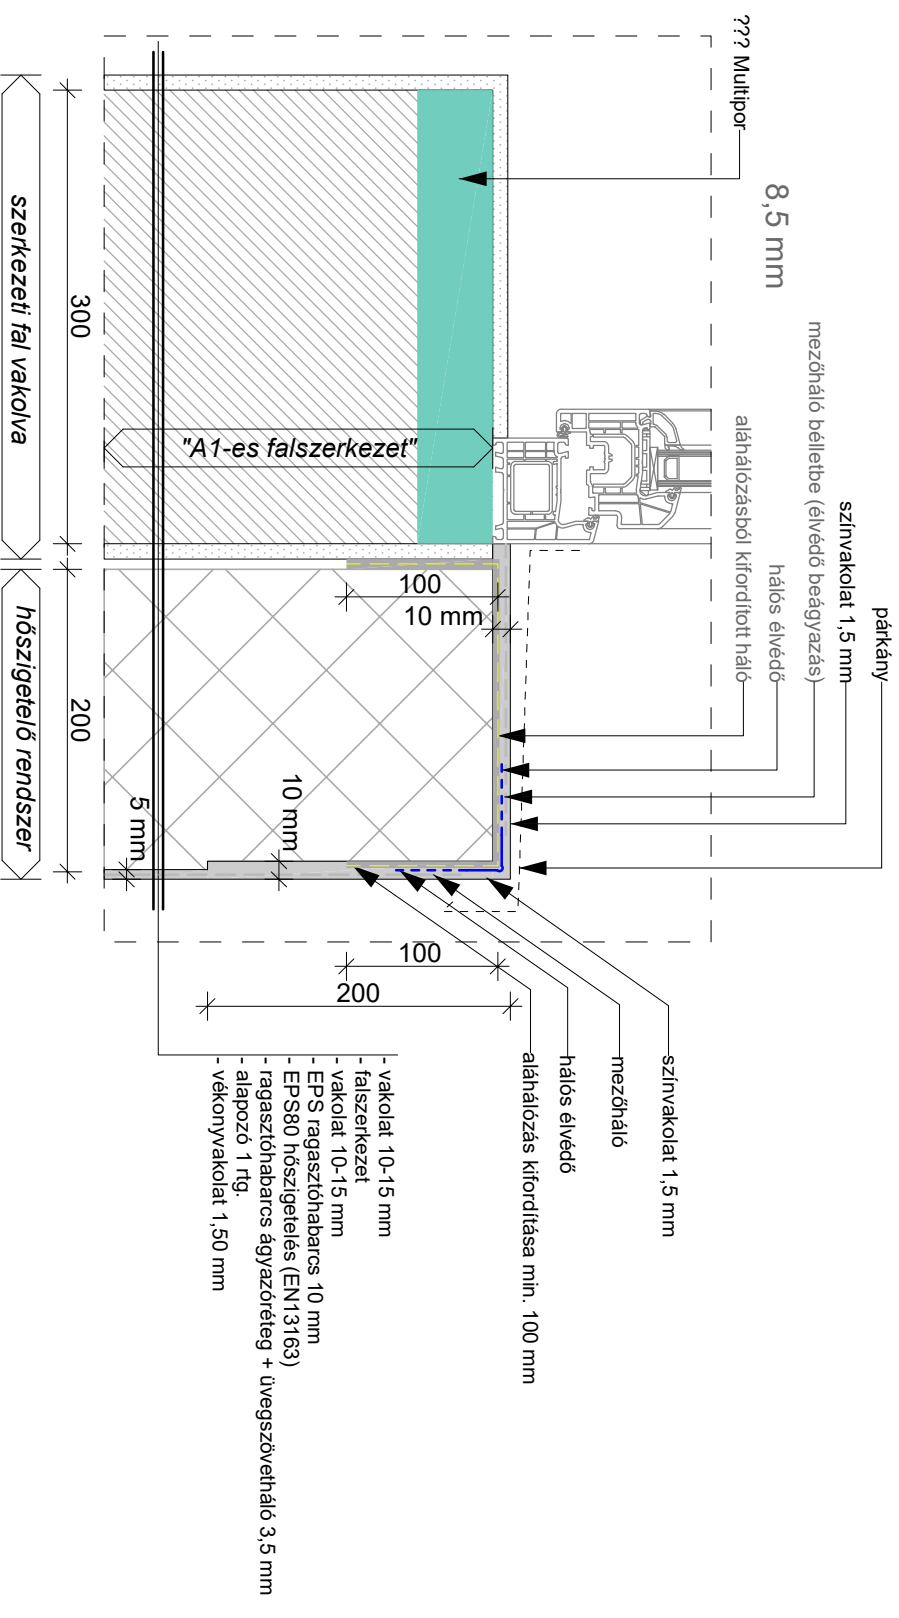 ??? Multipor
8,5 mm
párkány
színvakolat 1,5 mm
mezőháló bélletbe (élvédő beágyazás)
hálós élvédő
aláhálózásból kifordított háló
"A1-es falszerkezet"
300
200
szerkezeti fal vakolva
hőszigetelő rendszer
100
10 mm
10 mm
5 mm
100
200
színvakolat 1,5 mm
mezőháló
hálós élvédő
aláhálózás kifordítása min. 100 mm
- vakolat 10-15 mm
- falszerkezet
- vakolat 10-15 mm
- EPS ragasztóhabarcs 10 mm
- EPS80 hőszigetelés (EN13163)
- ragasztóhabarcs ágyazóréteg + üvegszövetháló 3,5 mm
- alapozó 1 rtg.
- vékonyvakolat 1,50 mm